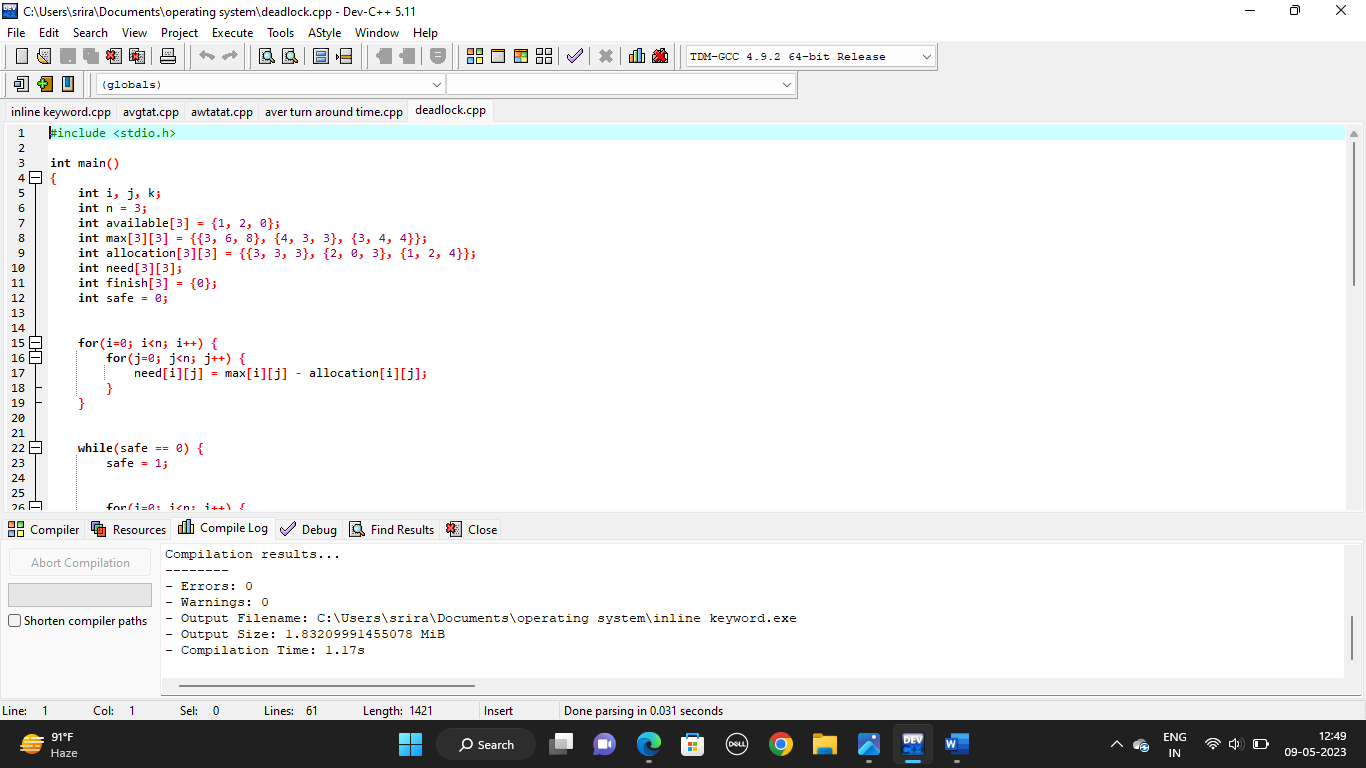 C:\Users\srira\Documents\operating system\deadlock.cpp - Dev-C++ 5.11
File Edit Search View Project Execute Tools AStyle Window Help
TDM-GCC 4.9.2 64-bit Release
(globals)
inline keyword.cpp avgtat.cpp awtatat.cpp aver turn around time.cpp deadlock.cpp
1 #include <stdio.h>
2
3 int main()
4 {
5 int i, j, k;
6 int n = 3;
7 int available[3] = {1, 2, 0};
8 int max[3][3] = {{3, 6, 8}, {4, 3, 3}, {3, 4, 4}};
9 int allocation[3][3] = {{3, 3, 3}, {2, 0, 3}, {1, 2, 4}};
10 int need[3][3];
11 int finish[3] = {0};
12 int safe = 0;
13
14
15 for(i=0; i<n; i++) {
16 for(j=0; j<n; j++) {
17 need[i][j] = max[i][j] - allocation[i][j];
18 }
19 }
20
21
22 while(safe == 0) {
23 safe = 1;
24
25
26 for(i=0; i<n; i++) {
Compiler Resources Compile Log Debug Find Results Close
Abort Compilation
Shorten compiler paths
Compilation results...
--------
- Errors: 0
- Warnings: 0
- Output Filename: C:\Users\srira\Documents\operating system\inline keyword.exe
- Output Size: 1.83209991455078 MiB
- Compilation Time: 1.17s
Line: 1 Col: 1 Sel: 0 Lines: 61 Length: 1421 Insert Done parsing in 0.031 seconds
91°F
Haze
Search
DELL
DEV
W
ENG
IN
12:49
09-05-2023